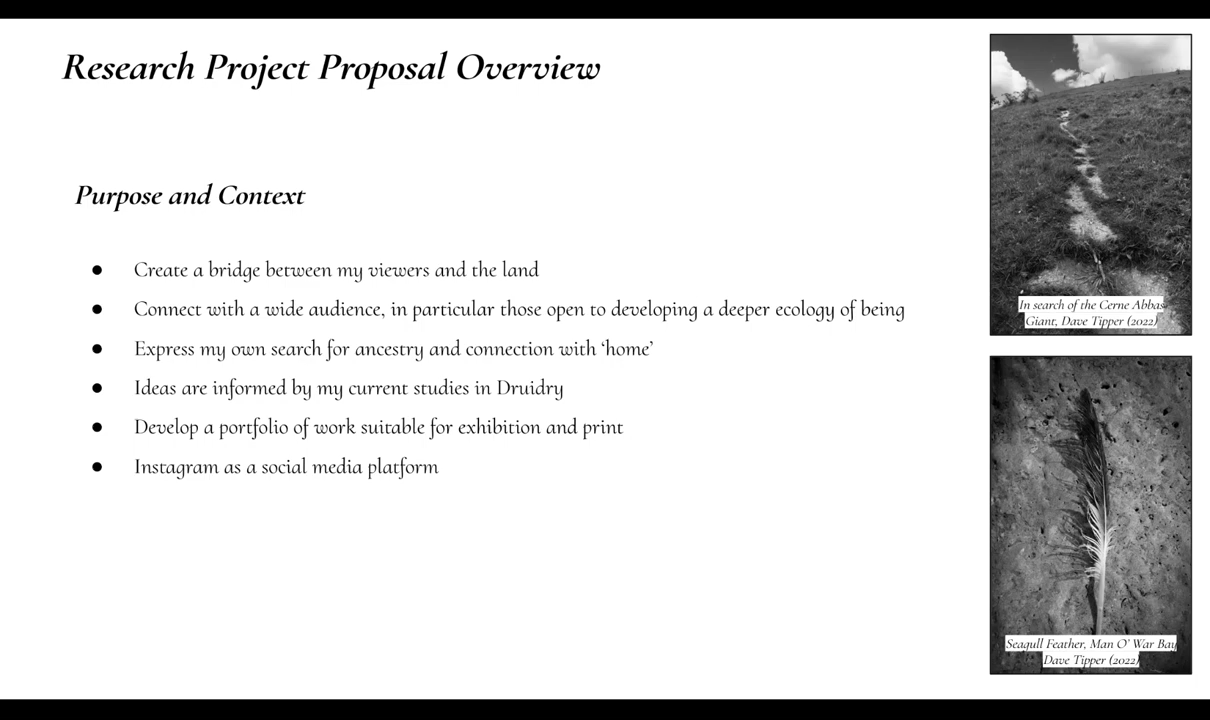 Research Project Proposal Overview
Purpose and Context
● Create a bridge between my viewers and the land
● Connect with a wide audience, in particular those open to developing a deeper ecology of being
● Express my own search for ancestry and connection with ‘home’
● Ideas are informed by my current studies in Druidry
● Develop a portfolio of work suitable for exhibition and print
● Instagram as a social media platform
In search of the Cerne Abbas
Giant, Dave Tipper (2022)
Seagull Feather, Man O’ War Bay
Dave Tipper (2022)